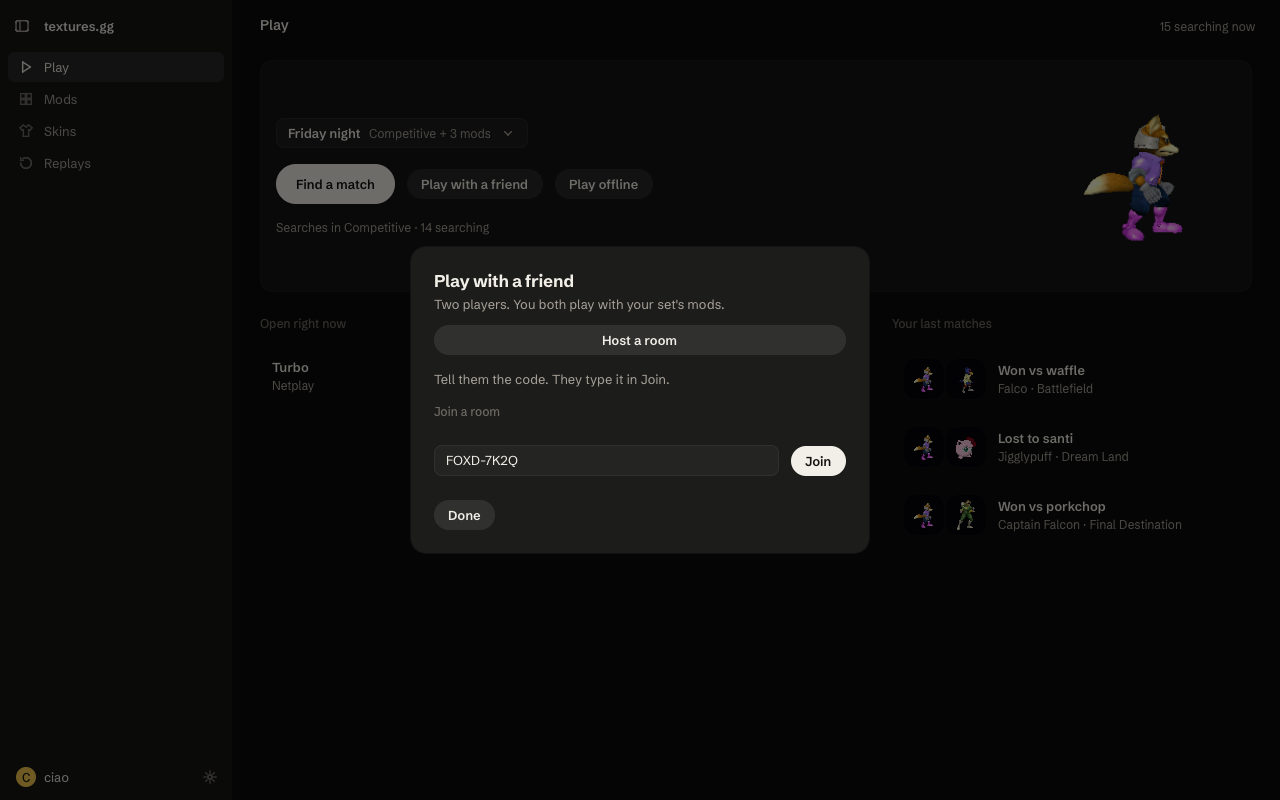 textures.gg
Play
Mods
Skins
Replays
C
ciao
Play
15 searching now
Friday night Competitive + 3 mods
Find a match
Play with a friend
Play offline
Searches in Competitive · 14 searching
Open right now
Turbo
Netplay
Play with a friend
Two players. You both play with your set's mods.
Host a room
Tell them the code. They type it in Join.
Join a room
FOXD-7K2Q
Join
Done
Your last matches
Won vs waffle
Falco · Battlefield
Lost to santi
Jigglypuff · Dream Land
Won vs porkchop
Captain Falcon · Final Destination